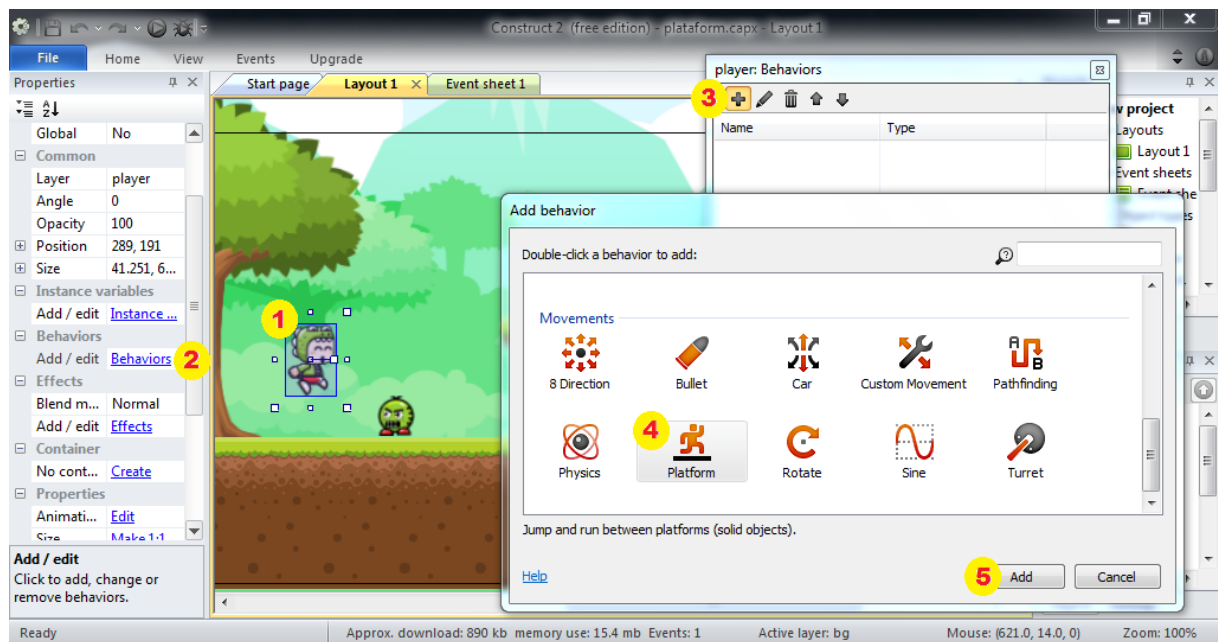 Construct 2 (free edition) - plataform.capx - Layout 1
File Home View Events Upgrade
Properties
Start page Layout 1 Event sheet 1
Global No
Common
Layer player
Angle 0
Opacity 100
Position 289, 191
Size 41.251, 6...
Instance variables
Add / edit Instance ...
Behaviors
Add / edit Behaviors
Effects
Blend m... Normal
Add / edit Effects
Container
No cont... Create
Properties
Animati... Edit
Size Make 1:1
Add / edit
Click to add, change or
remove behaviors.
1
2
player: Behaviors
3
Name Type
w project
Layouts
Layout 1
Event sheets
Event she
es
Add behavior
Double-click a behavior to add:
Movements
8 Direction Bullet Car Custom Movement Pathfinding
4
Physics Platform Rotate Sine Turret
Jump and run between platforms (solid objects).
Help 5 Add Cancel
Ready Approx. download: 890 kb memory use: 15.4 mb Events: 1 Active layer: bg Mouse: (621.0, 14.0, 0) Zoom: 100%